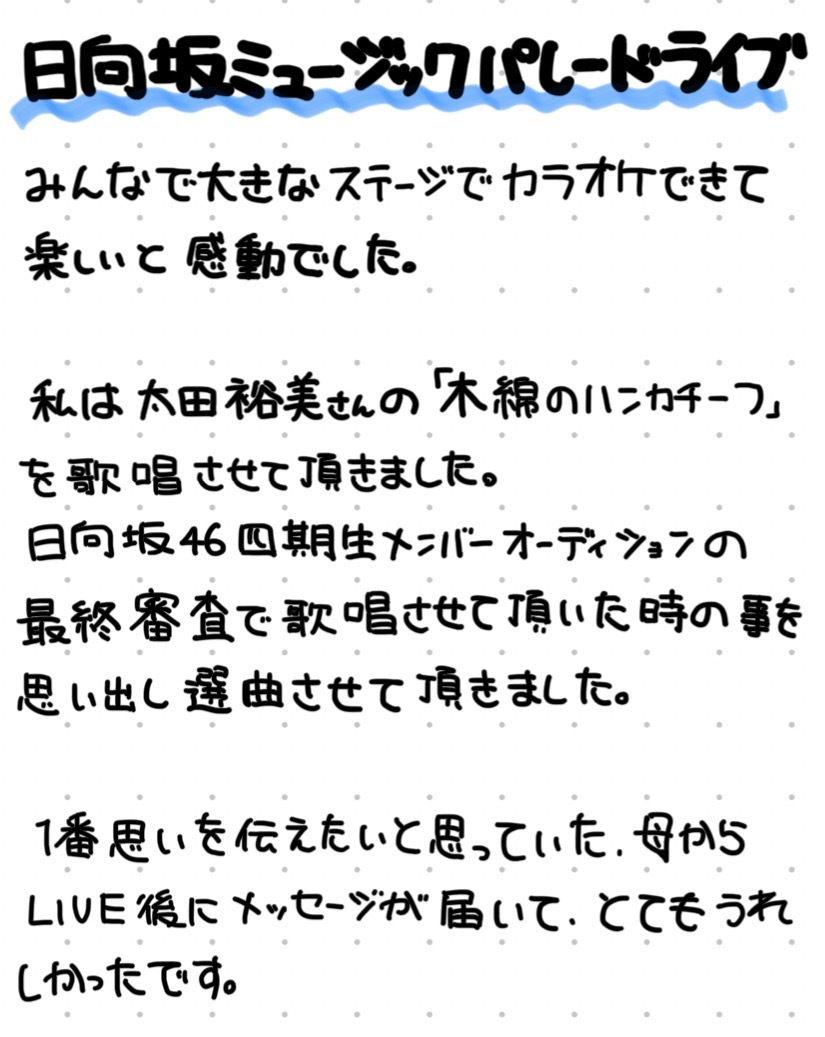 日向坂ミュージックパレードライブ
みんなで大きなステージでカラオケできて
楽しいと感動でした。
私は太田裕美さんの「木綿のハンカチーフ」
を歌唱させて頂きました。
日向坂46四期生メンバーオーディションの
最終審査で歌唱させて頂いた時の事を
思い出し選曲させて頂きました。
1番思いを伝えたいと思っていた、母から
LIVE後にメッセージが届いて、とてもうれ
しかったです。